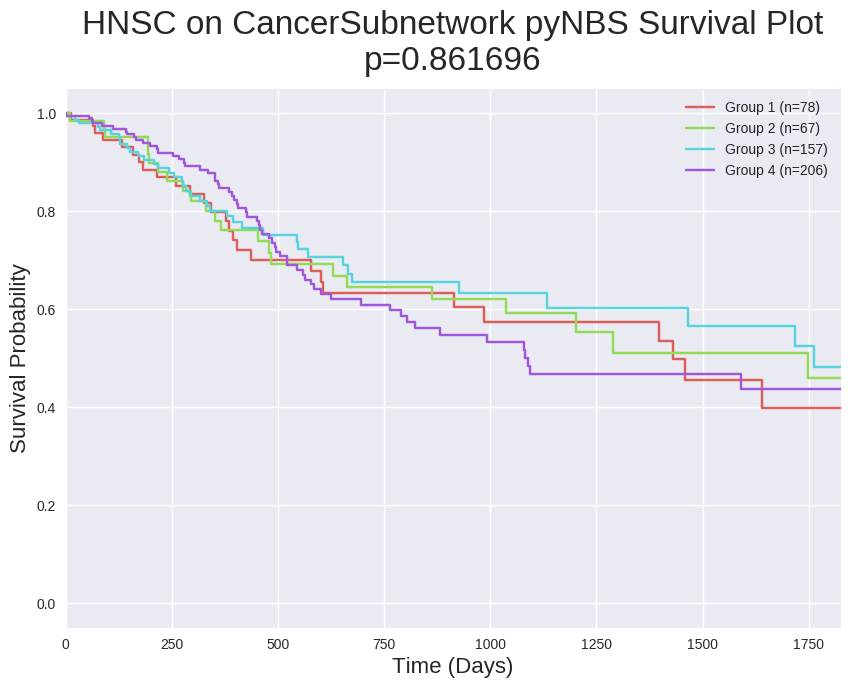 HNSC on CancerSubnetwork pyNBS Survival Plot
p=0.861696
Group 1 (n=78)
Group 2 (n=67)
Group 3 (n=157)
Group 4 (n=206)
Survival Probability
1.0
0.8
0.6
0.4
0.2
0.0
0 250 500 750 1000 1250 1500 1750
Time (Days)